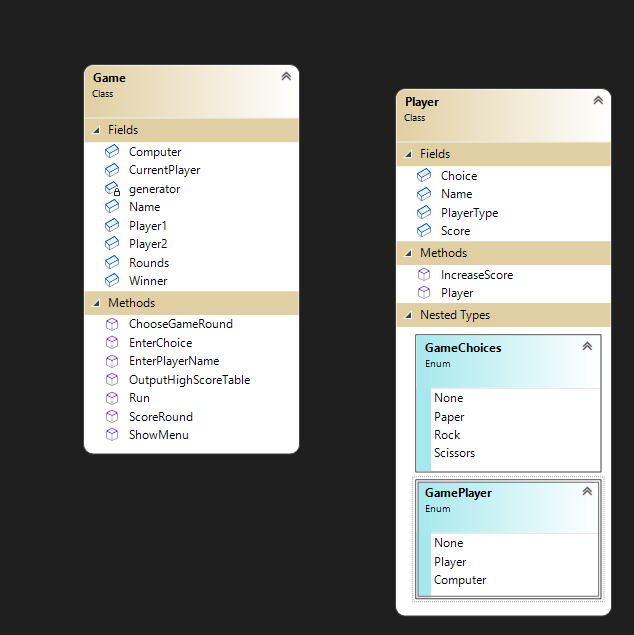 Game
Class
Fields
Computer
CurrentPlayer
generator
Name
Player1
Player2
Rounds
Winner
Methods
ChooseGameRound
EnterChoice
EnterPlayerName
OutputHighScoreTable
Run
ScoreRound
ShowMenu
Player
Class
Fields
Choice
Name
PlayerType
Score
Methods
IncreaseScore
Player
Nested Types
GameChoices
Enum
None
Paper
Rock
Scissors
GamePlayer
Enum
None
Player
Computer